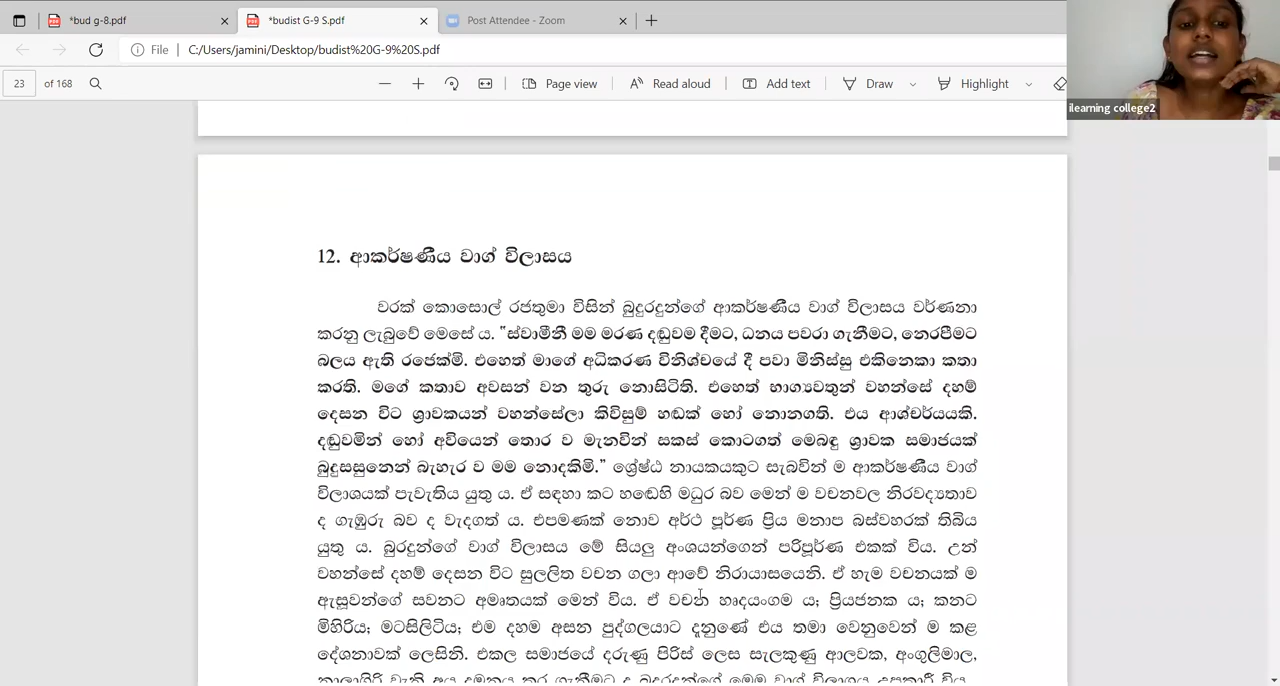 *bud g-8.pdf
*budist G-9 S.pdf
Post Attendee - Zoom
File
C:/Users/jamini/Desktop/budist%20G-9%20S.pdf
23 of 168
Page view
Read aloud
Add text
Draw
Highlight
ilearning college2
12. ආකර්ෂණීය වාග් විලාසය
වරක් කොසොල් රජතුමා විසින් බුදුරදුන්ගේ ආකර්ෂණීය වාග් විලාසය වර්ණනා
කරනු ලැබුවේ මෙසේ ය. "ස්වාමීනී මම මරණ දඬුවම දීමට, ධනය පවරා ගැනීමට, නෙරපීමට
බලය ඇති රජෙක්මි. එහෙත් මාගේ අධිකරණ විනිශ්චයේ දී පවා මිනිස්සු එකිනෙකා කතා
කරති. මගේ කතාව අවසන් වන තුරු නොසිටිති. එහෙත් භාග්‍යවතුන් වහන්සේ දහම්
දෙසන විට ශ්‍රාවකයන් වහන්සේලා කිවිසුම් හඬක් හෝ නොනගති. එය ආශ්චර්යයකි.
දඬුවමින් හෝ අවියෙන් තොර ව මැනවින් සකස් කොටගත් මෙබඳු ශ්‍රාවක සමාජයක්
බුදුසසුනෙන් බැහැර ව මම නොදකිමි." ශ්‍රේෂ්ඨ නායකයකුට සැබවින් ම ආකර්ෂණීය වාග්
විලාශයක් පැවැතිය යුතු ය. ඒ සඳහා කට හඬෙහි මධුර බව මෙන් ම වචනවල නිරවද්‍යතාව
ද ගැඹුරු බව ද වැදගත් ය. එපමණක් නොව අර්ථ පූර්ණ ප්‍රිය මනාප බස්වහරක් තිබිය
යුතු ය. බුරදුන්ගේ වාග් විලාසය මේ සියලු අංශයන්ගෙන් පරිපූර්ණ එකක් විය. උන්
වහන්සේ දහම් දෙසන විට සුලලිත වචන ගලා ආවේ නිරායාසයෙනි. ඒ හැම වචනයක් ම
ඇසූවන්ගේ සවනට අමෘතයක් මෙන් විය. ඒ වචන හෘදයංගම ය; ප්‍රියජනක ය; කනට
මිහිරිය; මටසිලිටිය; එම දහම අසන පුද්ගලයාට දැනුණේ එය තමා වෙනුවෙන් ම කළ
දේශනාවක් ලෙසිනි. එකල සමාජයේ දරුණු පිරිස් ලෙස සැලකුණු ආලවක, අංගුලිමාල,
නාලාගිරි වැනි අය දමනය කර ගැනීමට ද බුදුරදුන්ගේ මෙම වාග් විලාශය උපකාරී විය.